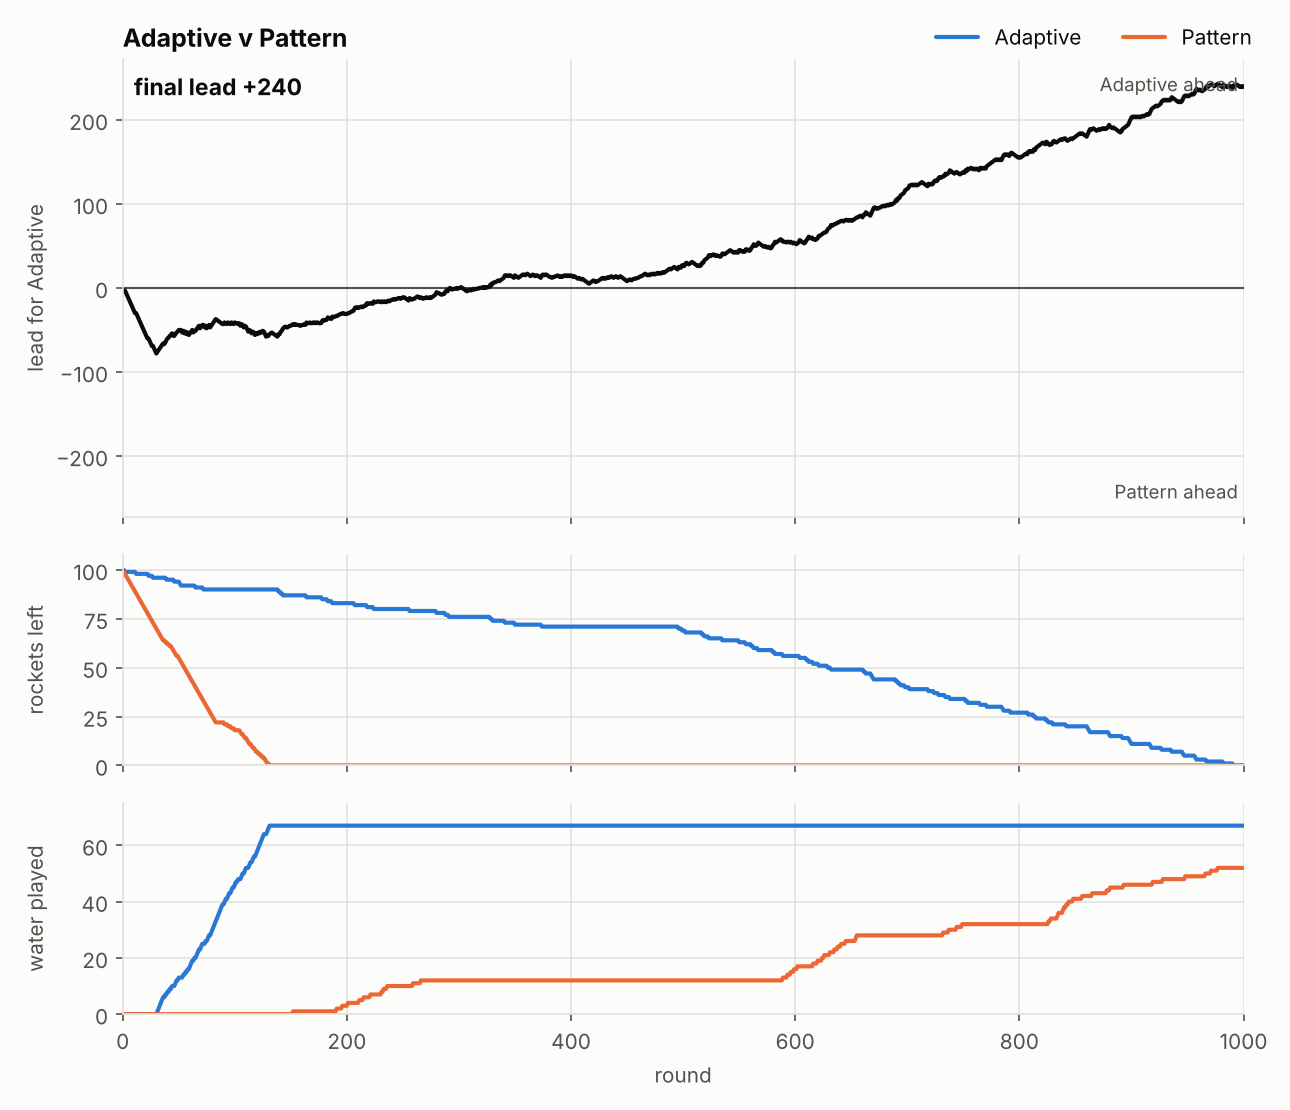 Adaptive v Pattern
Adaptive
Pattern
final lead +240
Adaptive ahead
200
100
0
−100
−200
lead for Adaptive
Pattern ahead
100
75
50
25
0
rockets left
60
40
20
0
water played
0
200
400
600
800
1000
round